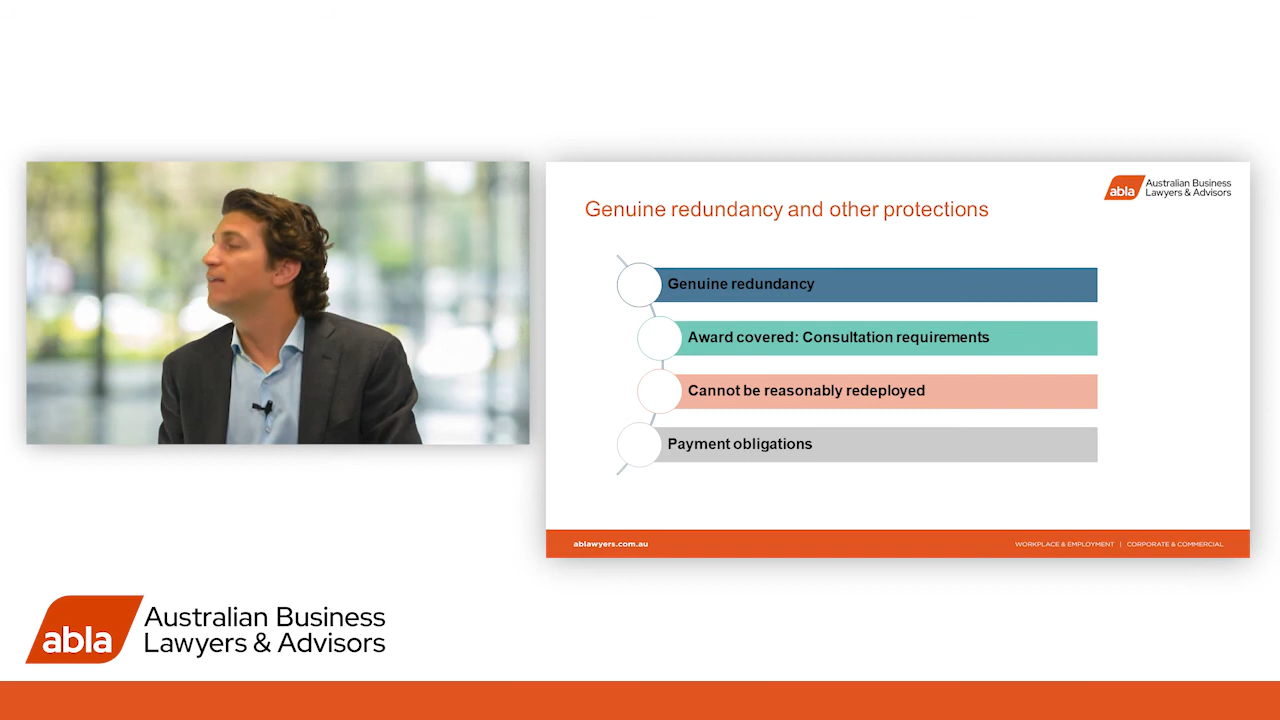 abla
Australian Business
Lawyers & Advisors
Genuine redundancy and other protections
Genuine redundancy
Award covered: Consultation requirements
Cannot be reasonably redeployed
Payment obligations
ablawyers.com.au
WORKPLACE & EMPLOYMENT | CORPORATE & COMMERCIAL
abla
Australian Business
Lawyers & Advisors